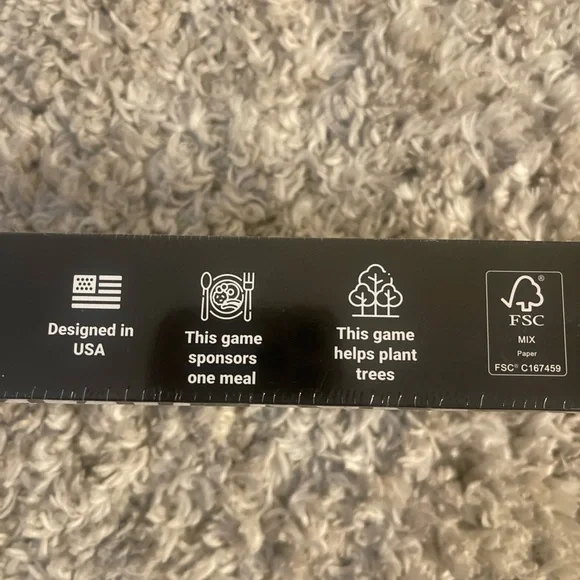 Designed in
USA
This game
sponsors
one meal
This game
helps plant
trees
®
FSC
MIX
Paper
FSC® C167459